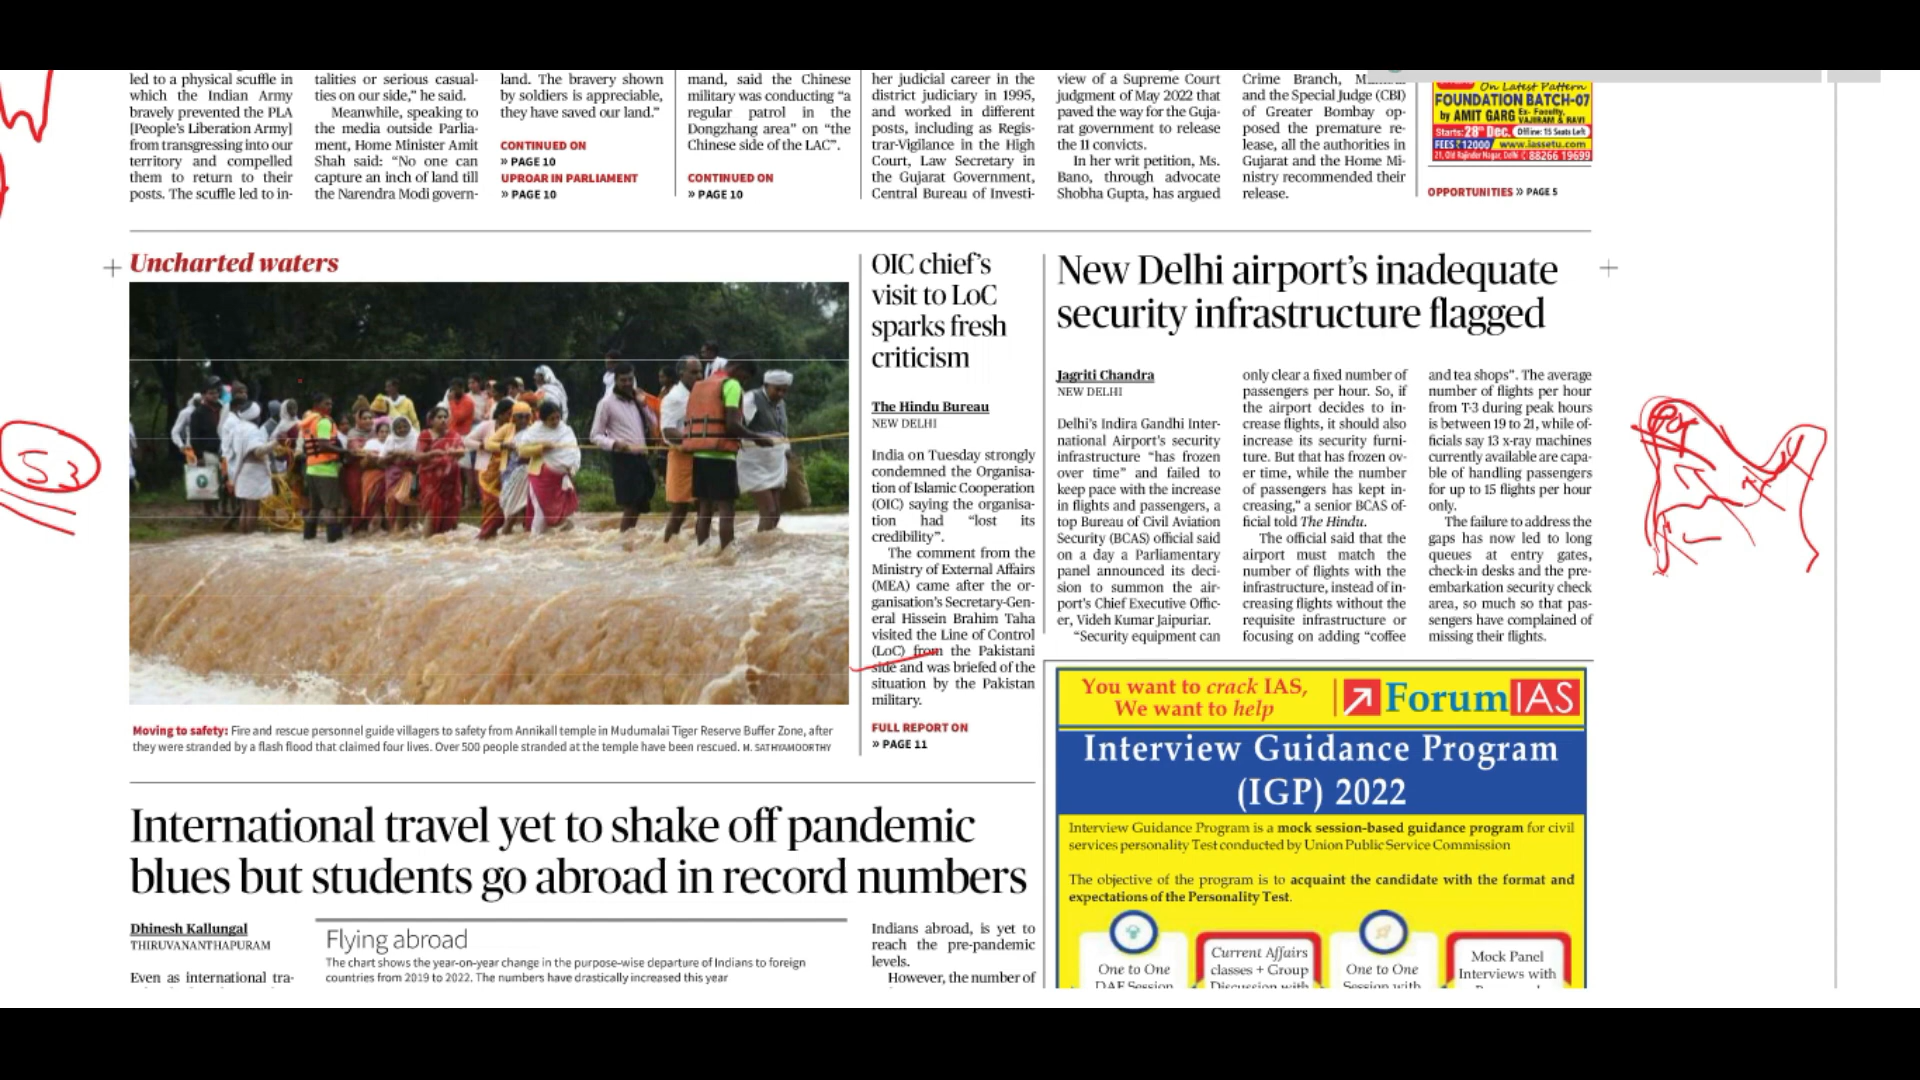 led to a physical scuffle in
which the Indian Army
bravely prevented the PLA
[People's Liberation Army]
from transgressing into our
territory and compelled
them to return to their
posts. The scuffle led to in-
talities or serious casual-
ties on our side," he said.
Meanwhile, speaking to
the media outside Parlia-
ment, Home Minister Amit
Shah said: "No one can
capture an inch of land till
the Narendra Modi govern-
land. The bravery shown
by soldiers is appreciable,
they have saved our land."
CONTINUED ON
» PAGE 10
UPROAR IN PARLIAMENT
» PAGE 10
mand, said the Chinese
military was conducting "a
regular patrol in the
Dongzhang area" on "the
Chinese side of the LAC".
CONTINUED ON
» PAGE 10
her judicial career in the
district judiciary in 1995,
and worked in different
posts, including as Regis-
trar-Vigilance in the High
Court, Law Secretary in
the Gujarat Government,
Central Bureau of Investi-
view of a Supreme Court
judgment of May 2022 that
paved the way for the Guja-
rat government to release
the 11 convicts.
In her writ petition, Ms.
Bano, through advocate
Shobha Gupta, has argued
Crime Branch,
and the Special Judge (CBI)
of Greater Bombay op-
posed the premature re-
lease, all the authorities in
Gujarat and the Home Mi-
nistry recommended their
release.
On Latest Pattern
FOUNDATION BATCH-07
by AMIT GARG Ex- Faculty, VAJIRAM & RAVI
Starts: 28th Dec. Offline: 15 Seats Left
FEES ₹ 12000/ www.iassetu.com
21, Old Rajinder Nagar, Delhi 88266 19699
OPPORTUNITIES » PAGE 5
Uncharted waters
53
Moving to safety: Fire and rescue personnel guide villagers to safety from Annikall temple in Mudumalai Tiger Reserve Buffer Zone, after
they were stranded by a flash flood that claimed four lives. Over 500 people stranded at the temple have been rescued. M. SATHYAMOORTHY
OIC chief's
visit to LoC
sparks fresh
criticism
The Hindu Bureau
NEW DELHI
India on Tuesday strongly
condemned the Organisa-
tion of Islamic Cooperation
(OIC) saying the organisa-
tion had "lost its
credibility".
The comment from the
Ministry of External Affairs
(MEA) came after the or-
ganisation's Secretary-Gen-
eral Hissein Brahim Taha
visited the Line of Control
(LoC) from the Pakistani
side and was briefed of the
situation by the Pakistan
military.
FULL REPORT ON
» PAGE 11
New Delhi airport's inadequate
security infrastructure flagged
Jagriti Chandra
NEW DELHI
Delhi's Indira Gandhi Inter-
national Airport's security
infrastructure "has frozen
over time" and failed to
keep pace with the increase
in flights and passengers, a
top Bureau of Civil Aviation
Security (BCAS) official said
on a day a Parliamentary
panel announced its deci-
sion to summon the air-
port's Chief Executive Offic-
er, Videh Kumar Jaipuriar.
"Security equipment can
only clear a fixed number of
passengers per hour. So, if
the airport decides to in-
crease flights, it should also
increase its security furni-
ture. But that has frozen ov-
er time, while the number
of passengers has kept in-
creasing," a senior BCAS of-
ficial told The Hindu.
The official said that the
airport must match the
number of flights with the
infrastructure, instead of in-
creasing flights without the
requisite infrastructure or
focusing on adding "coffee
and tea shops". The average
number of flights per hour
from T-3 during peak hours
is between 19 to 21, while of-
ficials say 13 x-ray machines
currently available are capa-
ble of handling passengers
for up to 15 flights per hour
only.
The failure to address the
gaps has now led to long
queues at entry gates,
check-in desks and the pre-
embarkation security check
area, so much so that pas-
sengers have complained of
missing their flights.
You want to crack IAS,
We want to help
ForumIAS
Interview Guidance Program
(IGP) 2022
Interview Guidance Program is a mock session-based guidance program for civil
services personality Test conducted by Union Public Service Commission
The objective of the program is to acquaint the candidate with the format and
expectations of the Personality Test.
One to One
DAF Session
Current Affairs
classes + Group
Discussion with
One to One
Session with
Mock Panel
Interviews with
International travel yet to shake off pandemic
blues but students go abroad in record numbers
Dhinesh Kallungal
THIRUVANANTHAPURAM
Even as international tra-
Flying abroad
The chart shows the year-on-year change in the purpose-wise departure of Indians to foreign
countries from 2019 to 2022. The numbers have drastically increased this year
Indians abroad, is yet to
reach the pre-pandemic
levels.
However, the number of